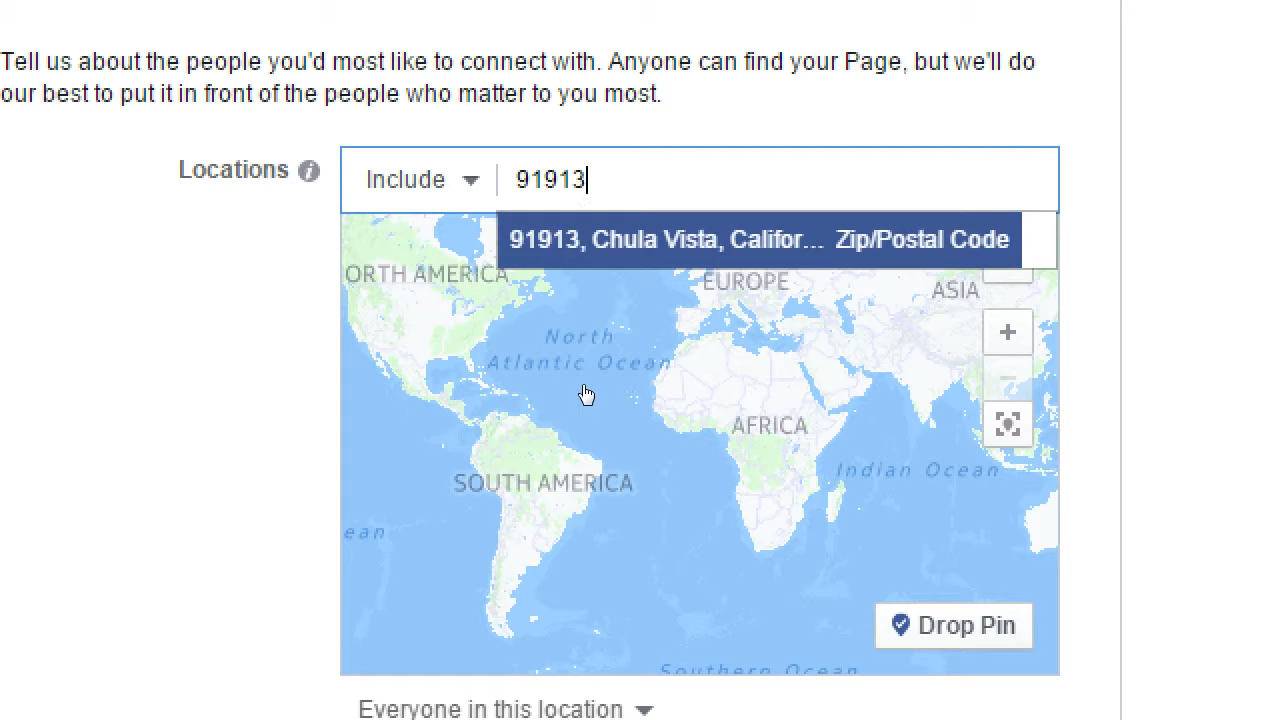 Tell us about the people you'd most like to connect with. Anyone can find your Page, but we'll do
our best to put it in front of the people who matter to you most.
Locations i
Include 91913
91913, Chula Vista, Califor... Zip/Postal Code
ORTH AMERICA
EUROPE
ASIA
North
Atlantic Ocean
AFRICA
Indian Ocean
SOUTH AMERICA
ean
Drop Pin
Southern Ocean
Everyone in this location